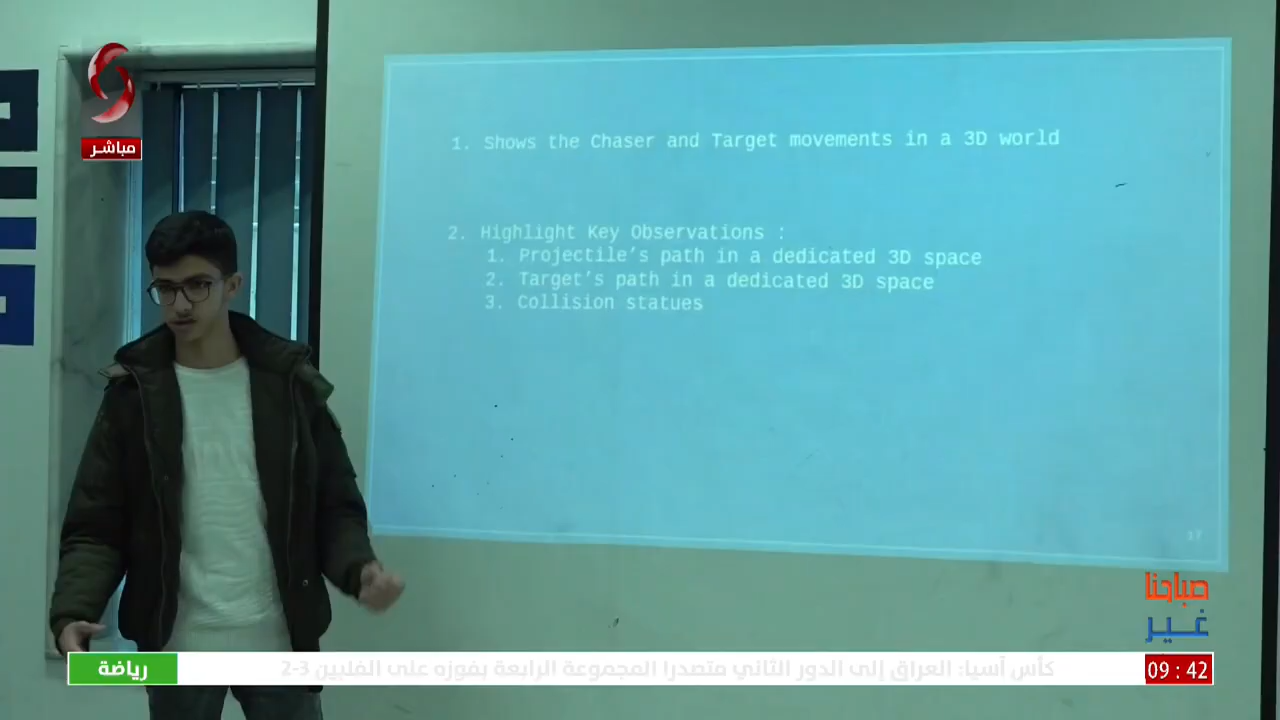 مباشر
1. Shows the Chaser and Target movements in a 3D world
2. Highlight Key Observations :
1. Projectile's path in a dedicated 3D space
2. Target's path in a dedicated 3D space
3. Collision statues
17
صباحنا
غير
رياضة
كأس آسيا: العراق إلى الدور الثاني متصدرا المجموعة الرابعة بفوزه على الفلبين 3-2
09 : 42